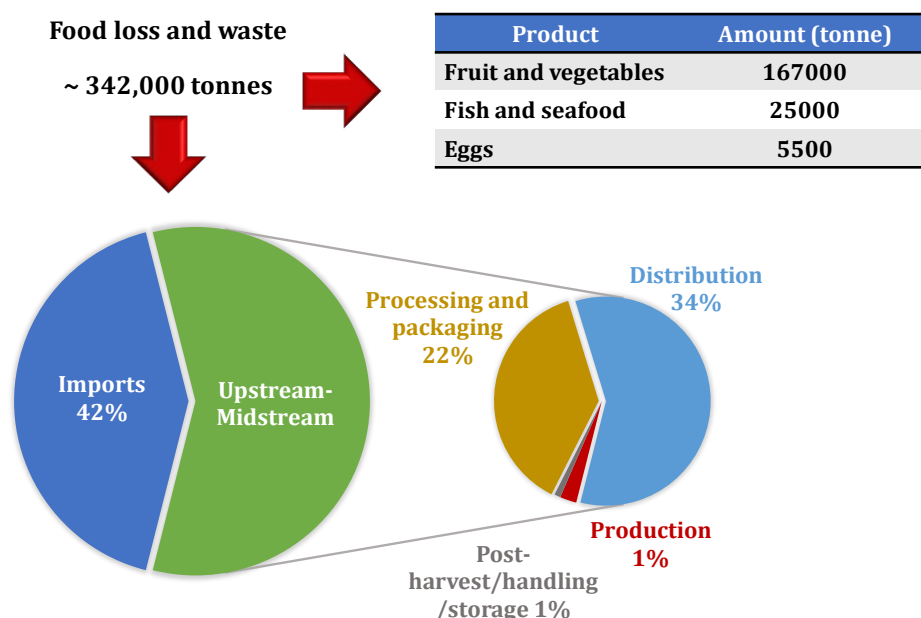 Food loss and waste
~ 342,000 tonnes
Product Amount (tonne)
Fruit and vegetables 167000
Fish and seafood 25000
Eggs 5500
Imports
42%
Upstream-
Midstream
Processing and
packaging
22%
Distribution
34%
Production
1%
Post-
harvest/handling
/storage 1%